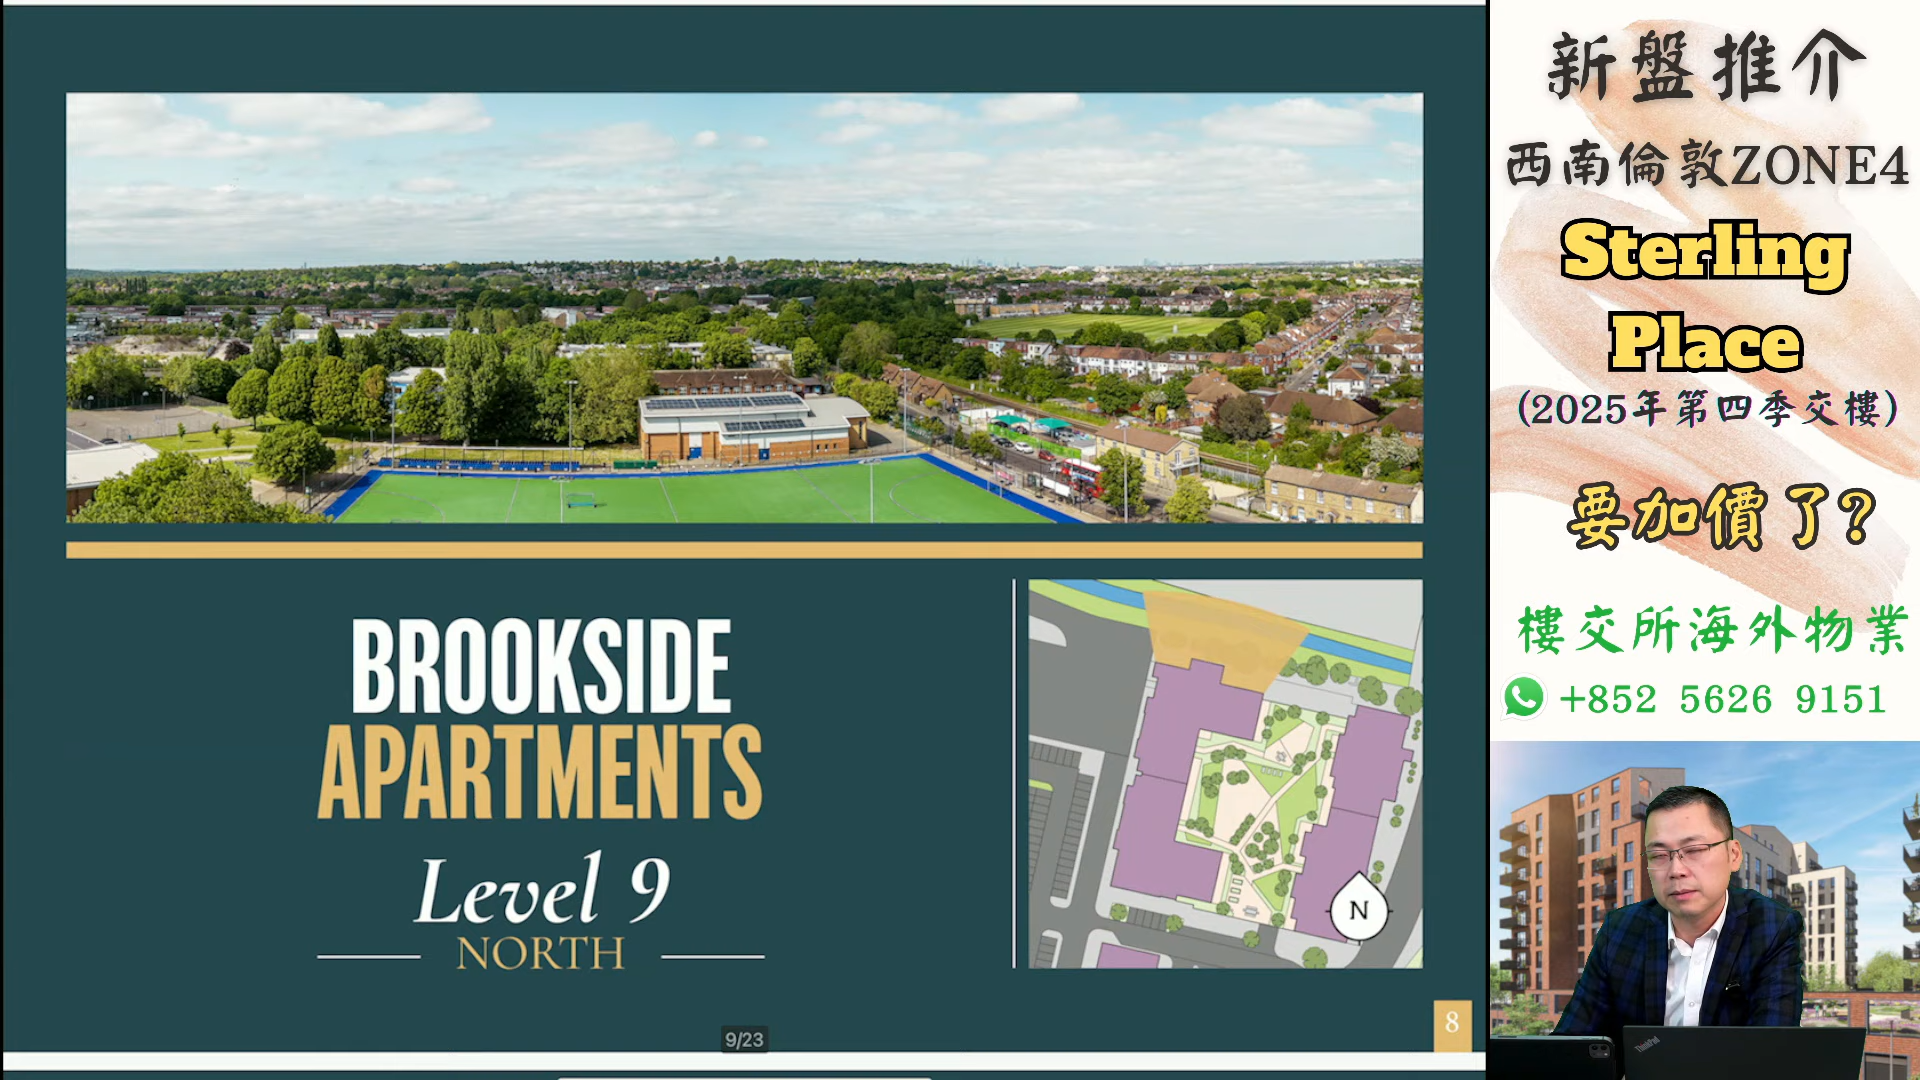 BROOKSIDE
APARTMENTS
Level 9
NORTH
N
8
9/23
新盤推介
西南倫敦ZONE4
Sterling
Place
(2025年第四季交樓)
要加價了?
樓交所海外物業
+852 5626 9151
ThinkPad